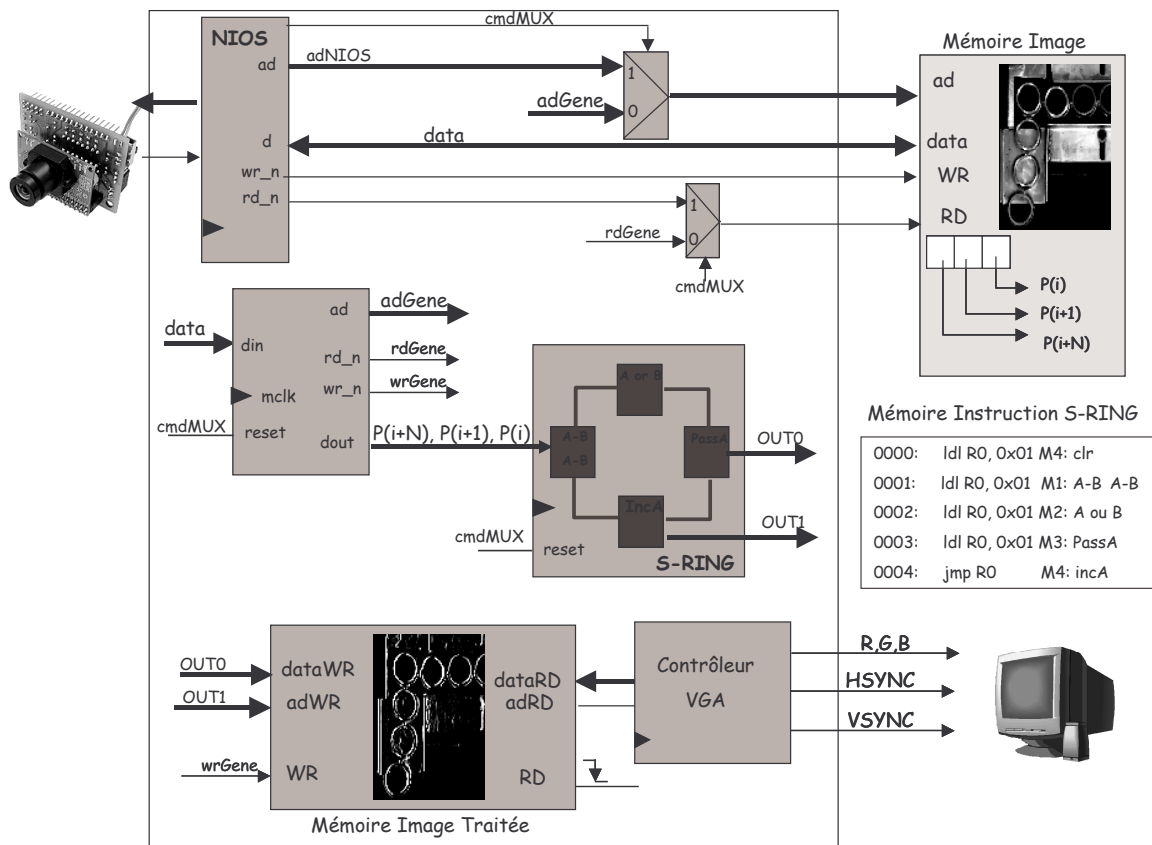 cmdMUX
NIOS
ad
adNIOS
1
adGene
0
d
data
wr_n
rd_n
1
rdGene
0
cmdMUX
Mémoire Image
ad
data
WR
RD
P(i)
P(i+1)
P(i+N)
data
din
ad
adGene
rd_n
rdGene
wr_n
wrGene
mclk
cmdMUX
reset
dout
P(i+N), P(i+1), P(i)
A or B
A-B
A-B
PassA
IncA
OUT0
OUT1
cmdMUX
reset
S-RING
Mémoire Instruction S-RING
0000: ldl R0, 0x01 M4: clr
0001: ldl R0, 0x01 M1: A-B A-B
0002: ldl R0, 0x01 M2: A ou B
0003: ldl R0, 0x01 M3: PassA
0004: jmp R0 M4: incA
OUT0
dataWR
OUT1
adWR
wrGene
WR
dataRD
adRD
RD
Mémoire Image Traitée
Contrôleur
VGA
R,G,B
HSYNC
VSYNC